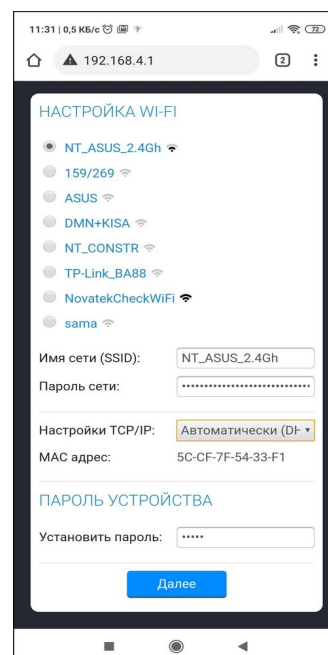 11:31 | 0,5 КБ/с
72
192.168.4.1
2
НАСТРОЙКА WI-FI
NT_ASUS_2.4Gh
159/269
ASUS
DMN+KISA
NT_CONSTR
TP-Link_BA88
NovatekCheckWiFi
sama
Имя сети (SSID): NT_ASUS_2.4Gh
Пароль сети: ••••••••••••••••••••••••••••
Настройки TCP/IP: Автоматически (DH
MAC адрес: 5C-CF-7F-54-33-F1
ПАРОЛЬ УСТРОЙСТВА
Установить пароль: •••••
Далее